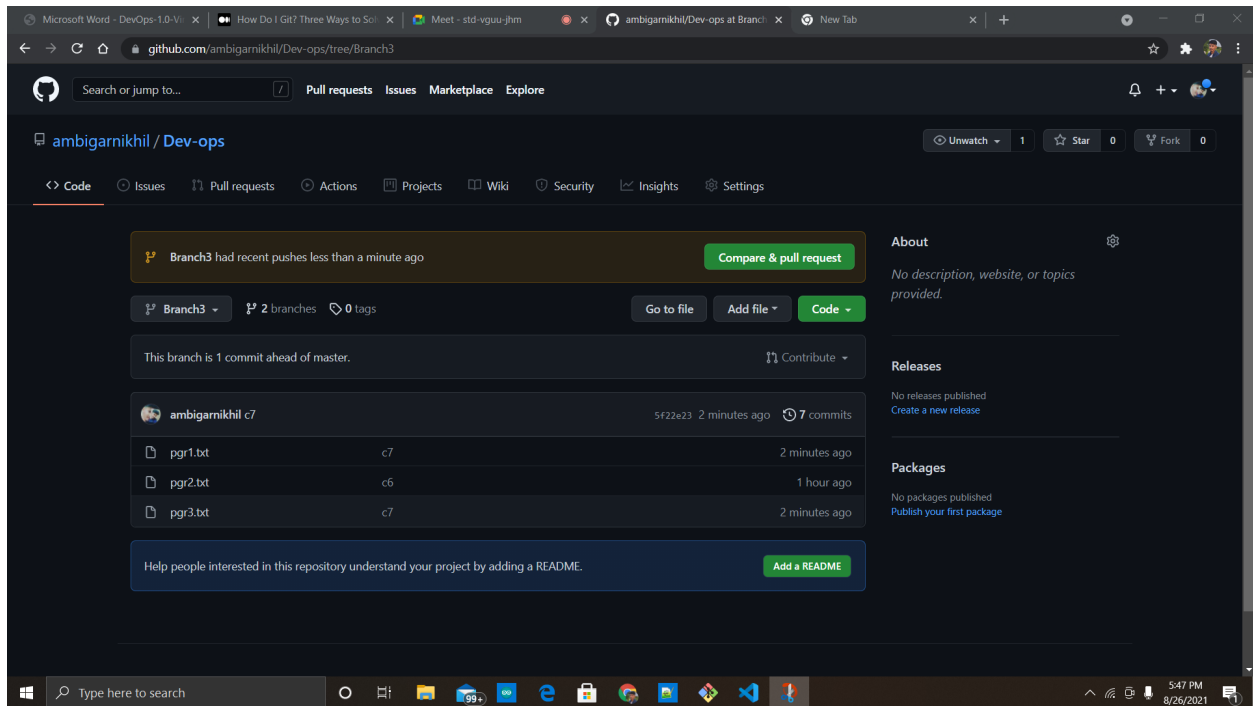 Microsoft Word - DevOps-1.0-Vi
How Do I Git? Three Ways to Sol
Meet - std-vguu-jhm
ambigarnikhil/Dev-ops at Branch
New Tab
github.com/ambigarnikhil/Dev-ops/tree/Branch3
Search or jump to...
/
Pull requests Issues Marketplace Explore
ambigarnikhil / Dev-ops
Unwatch 1 Star 0 Fork 0
Code Issues Pull requests Actions Projects Wiki Security Insights Settings
Branch3 had recent pushes less than a minute ago
Compare & pull request
Branch3 2 branches 0 tags
Go to file Add file Code
This branch is 1 commit ahead of master.
Contribute
ambigarnikhil c7 5f22e23 2 minutes ago 7 commits
pgr1.txt c7 2 minutes ago
pgr2.txt c6 1 hour ago
pgr3.txt c7 2 minutes ago
Help people interested in this repository understand your project by adding a README.
Add a README
About
No description, website, or topics
provided.
Releases
No releases published
Create a new release
Packages
No packages published
Publish your first package
Type here to search
99+
5:47 PM
8/26/2021
1